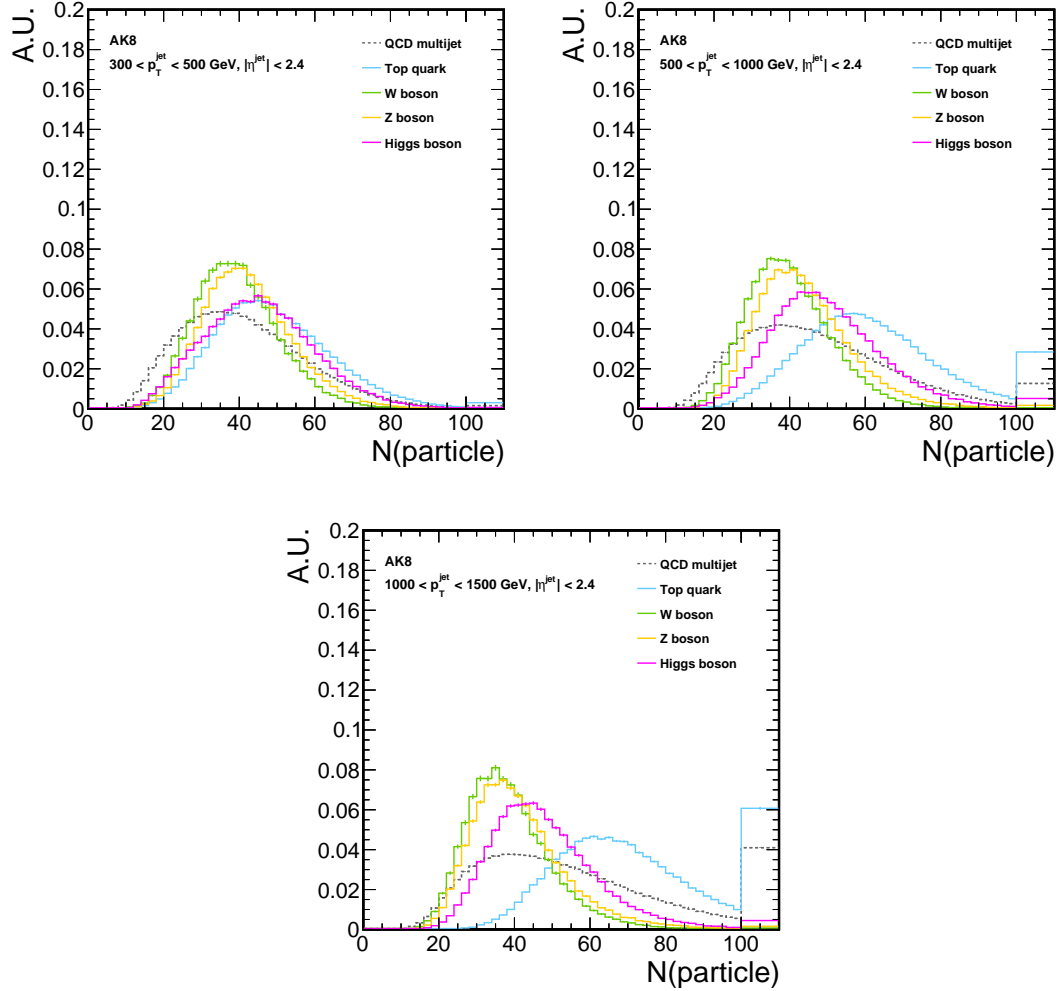 A.U.
0.2
0.18
0.16
0.14
0.12
0.1
0.08
0.06
0.04
0.02
0
AK8
300 < p_T^jet < 500 GeV, |η^jet| < 2.4
QCD multijet
Top quark
W boson
Z boson
Higgs boson
0 20 40 60 80 100
N(particle)
A.U.
0.2
0.18
0.16
0.14
0.12
0.1
0.08
0.06
0.04
0.02
0
AK8
500 < p_T^jet < 1000 GeV, |η^jet| < 2.4
QCD multijet
Top quark
W boson
Z boson
Higgs boson
0 20 40 60 80 100
N(particle)
A.U.
0.2
0.18
0.16
0.14
0.12
0.1
0.08
0.06
0.04
0.02
0
AK8
1000 < p_T^jet < 1500 GeV, |η^jet| < 2.4
QCD multijet
Top quark
W boson
Z boson
Higgs boson
0 20 40 60 80 100
N(particle)